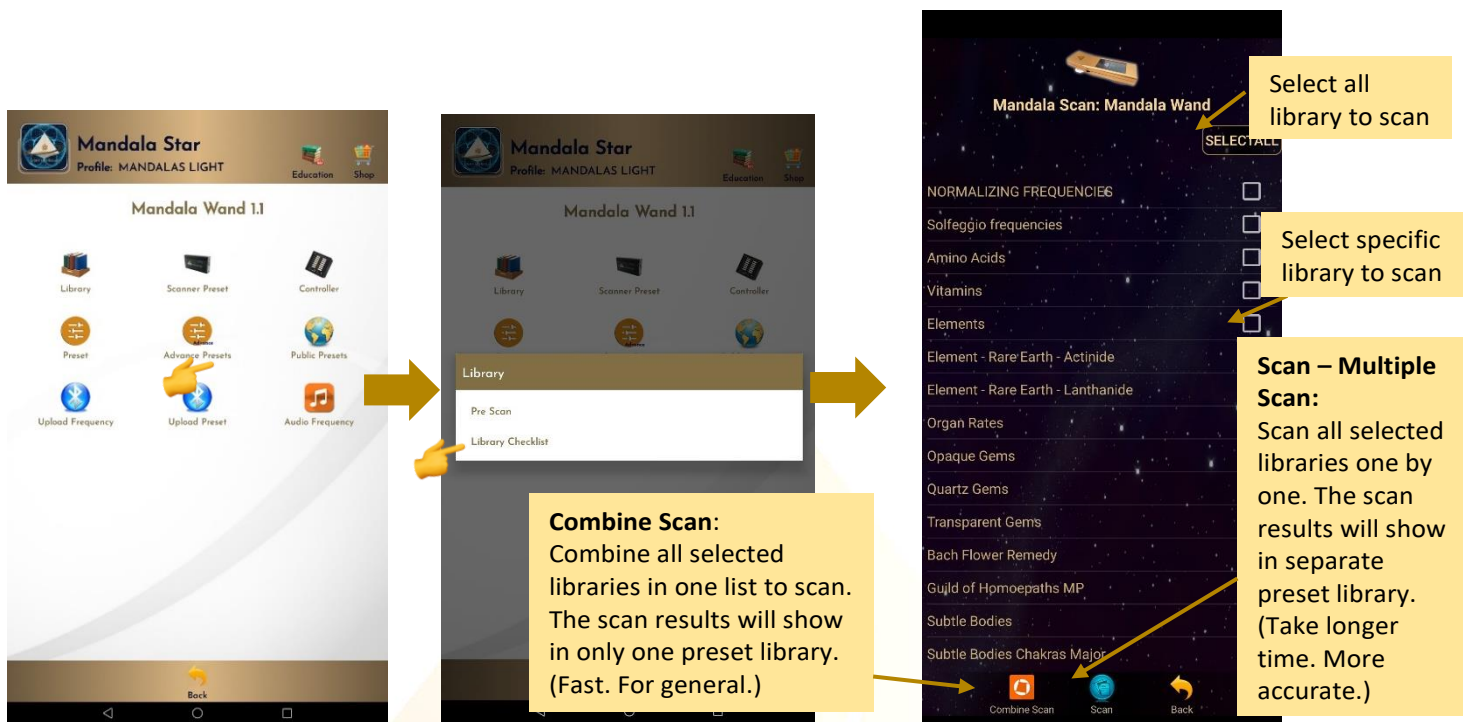 Mandala Star
Profile: MANDALAS LIGHT
Education
Shop
Mandala Wand 1.1
Library
Scanner Preset
Controller
Preset
Advance Presets
Public Presets
Upload Frequency
Upload Preset
Audio Frequency
Back
Mandala Star
Profile: MANDALAS LIGHT
Education
Shop
Mandala Wand 1.1
Library
Scanner Preset
Controller
Library
Pre Scan
Library Checklist
Combine Scan:
Combine all selected
libraries in one list to scan.
The scan results will show
in only one preset library.
(Fast. For general.)
Mandala Scan: Mandala Wand
SELECTALL
NORMALIZING FREQUENCIES
Solfeggio frequencies
Amino Acids
Vitamins
Elements
Element - Rare Earth - Actinide
Element - Rare Earth - Lanthanide
Organ Rates
Opaque Gems
Quartz Gems
Transparent Gems
Bach Flower Remedy
Guild of Homoepaths MP
Subtle Bodies
Subtle Bodies Chakras Major
Combine Scan
Scan
Back
Select all
library to scan
Select specific
library to scan
Scan – Multiple
Scan:
Scan all selected
libraries one by
one. The scan
results will show
in separate
preset library.
(Take longer
time. More
accurate.)